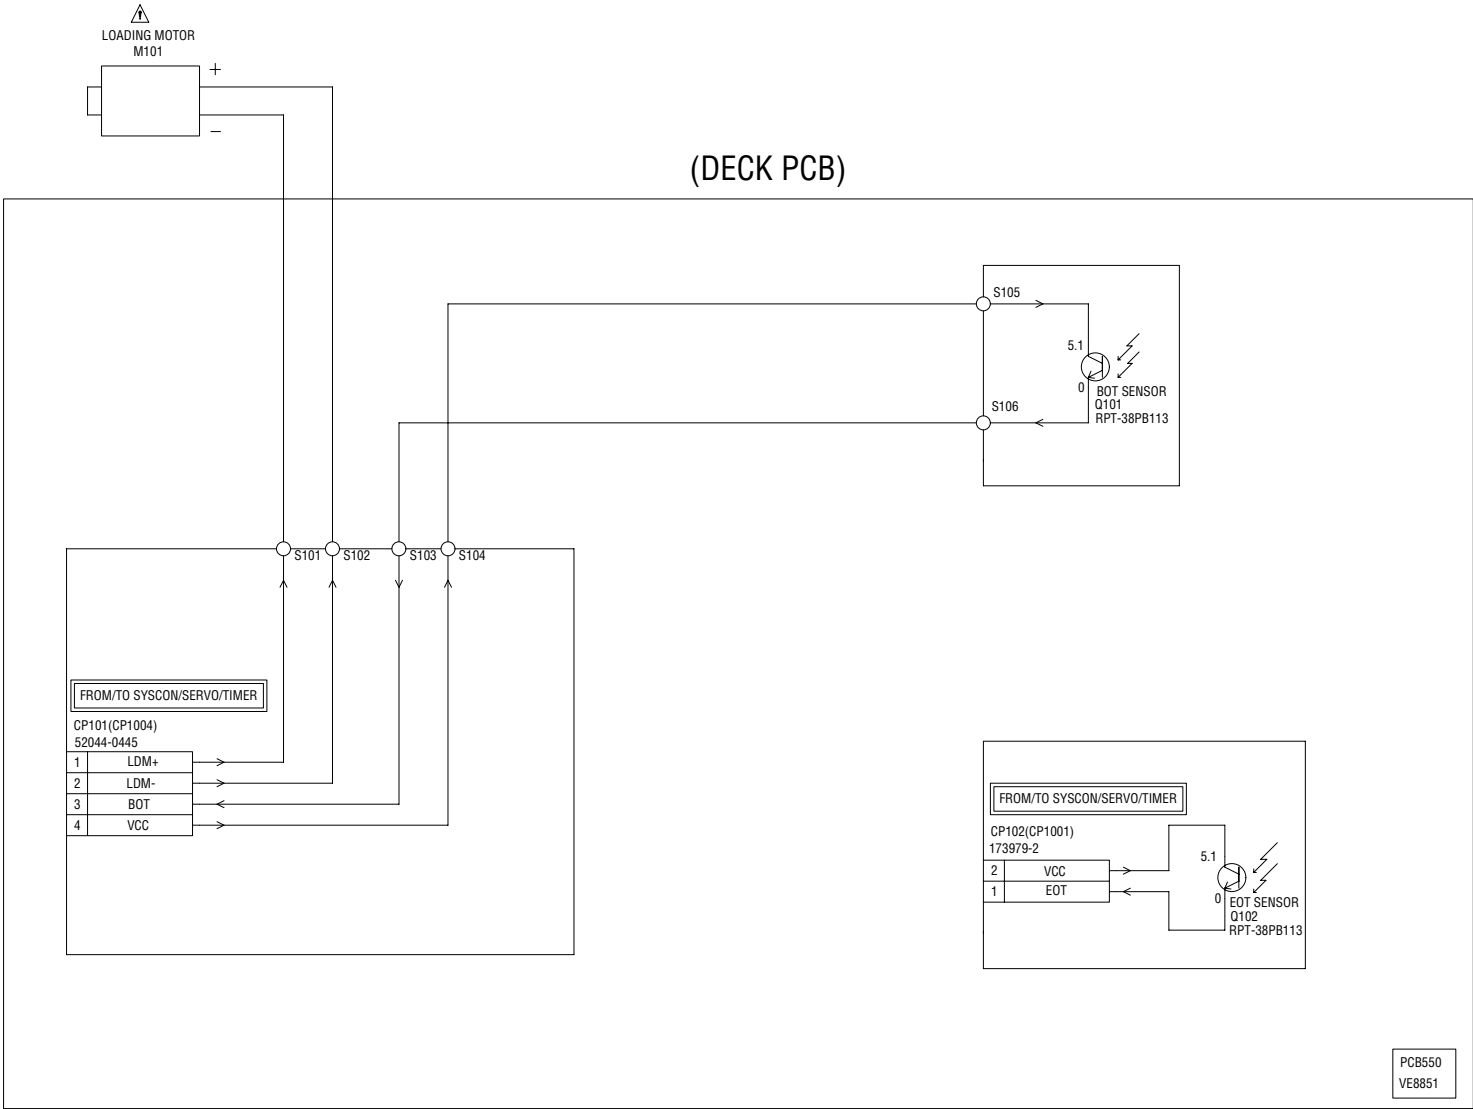 LOADING MOTOR
M101
+
−
(DECK PCB)
S105
5.1
0
BOT SENSOR
Q101
RPT-38PB113
S106
S101
S102
S103
S104
FROM/TO SYSCON/SERVO/TIMER
CP101(CP1004)
52044-0445
1 LDM+
2 LDM-
3 BOT
4 VCC
FROM/TO SYSCON/SERVO/TIMER
CP102(CP1001)
173979-2
2 VCC
1 EOT
5.1
0
EOT SENSOR
Q102
RPT-38PB113
PCB550
VE8851